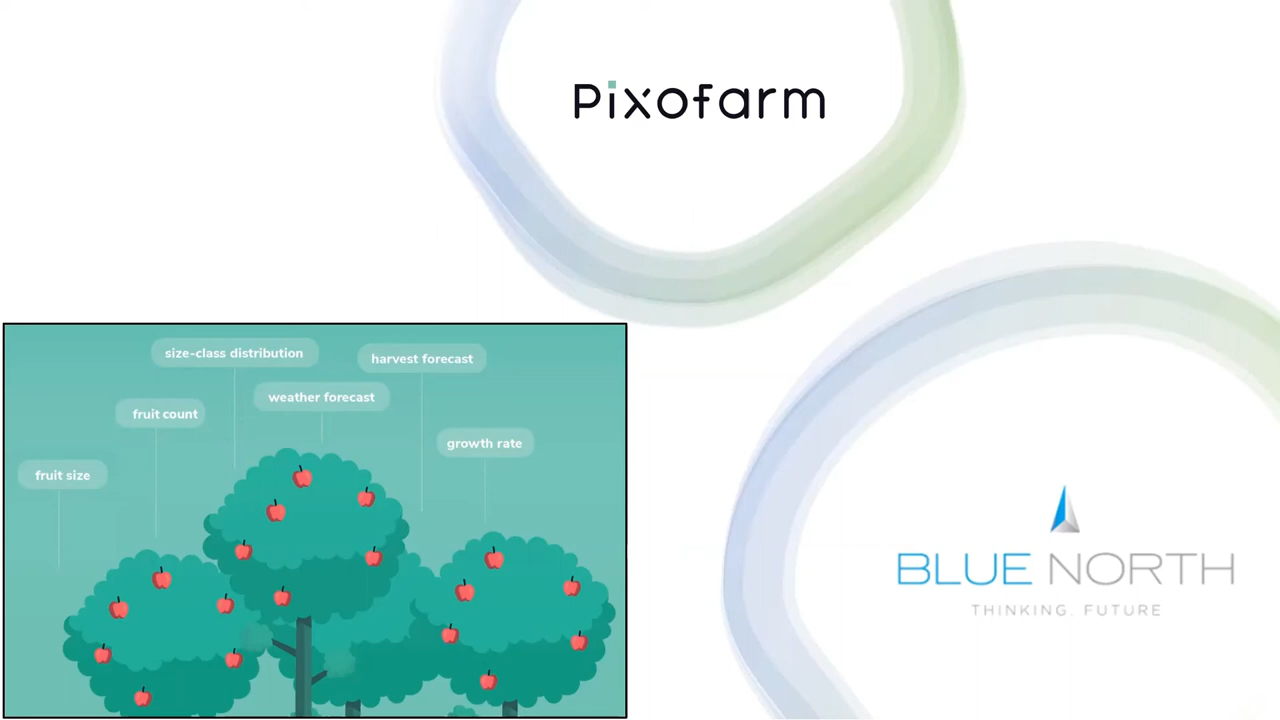 Pixofarm
size-class distribution
harvest forecast
weather forecast
fruit count
growth rate
fruit size
BLUE NORTH
THINKING. FUTURE